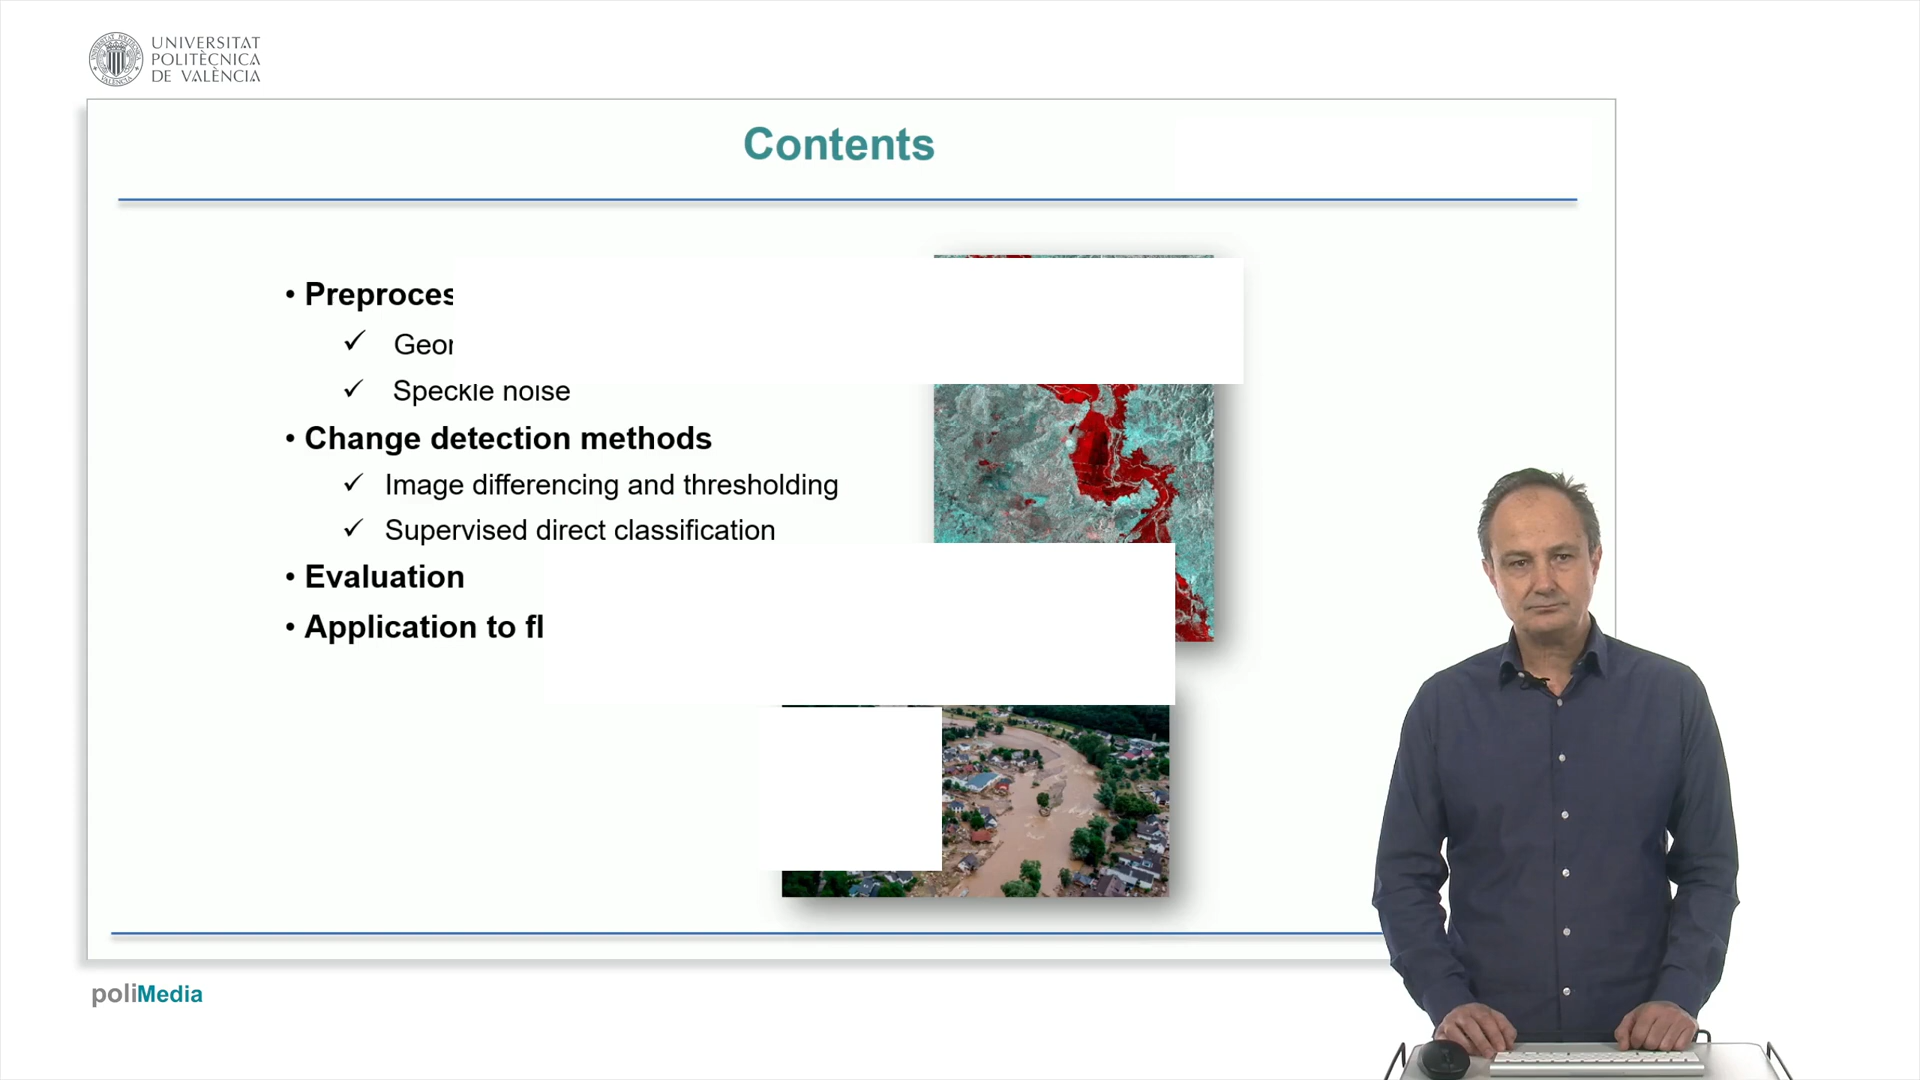 UNIVERSITAT
POLITÈCNICA
DE VALÈNCIA
Contents
• Preproces
✓ Geor
✓ Speckle noise
• Change detection methods
✓ Image differencing and thresholding
✓ Supervised direct classification
• Evaluation
• Application to fl
poliMedia